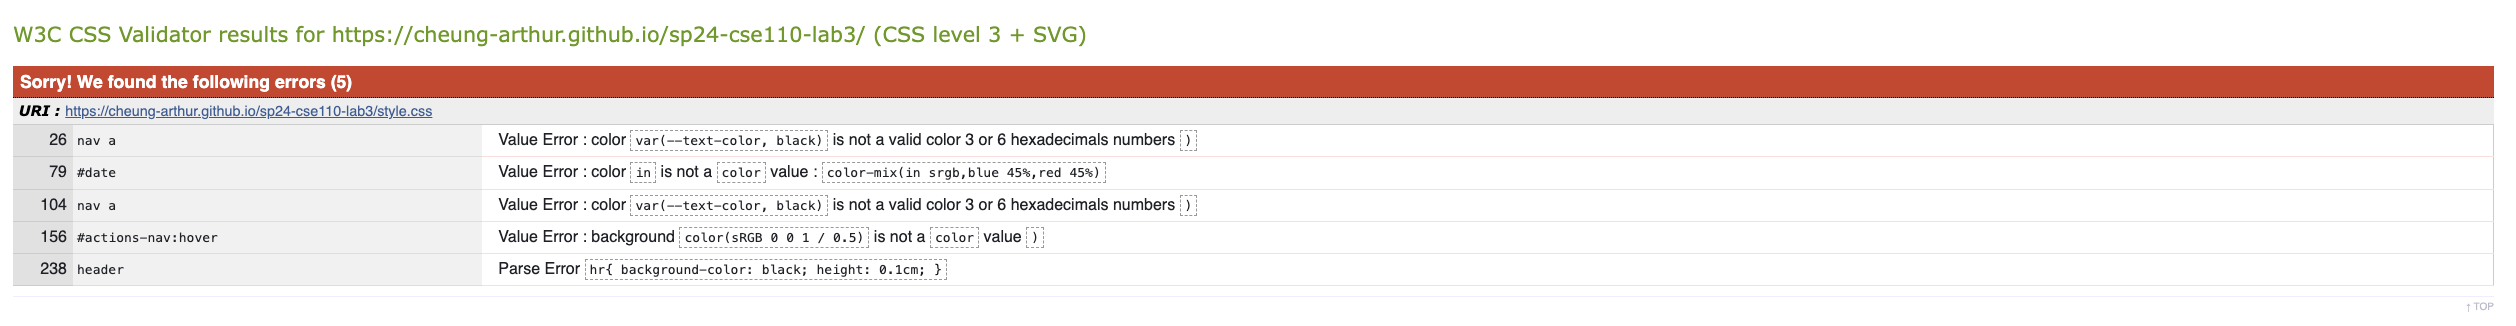 W3C CSS Validator results for https://cheung-arthur.github.io/sp24-cse110-lab3/ (CSS level 3 + SVG)
Sorry! We found the following errors (5)
URI : https://cheung-arthur.github.io/sp24-cse110-lab3/style.css
26 nav a Value Error : color var(--text-color, black) is not a valid color 3 or 6 hexadecimals numbers )
79 #date Value Error : color in is not a color value : color-mix(in srgb,blue 45%,red 45%)
104 nav a Value Error : color var(--text-color, black) is not a valid color 3 or 6 hexadecimals numbers )
156 #actions-nav:hover Value Error : background color(sRGB 0 0 1 / 0.5) is not a color value )
238 header Parse Error hr{ background-color: black; height: 0.1cm; }
↑ TOP